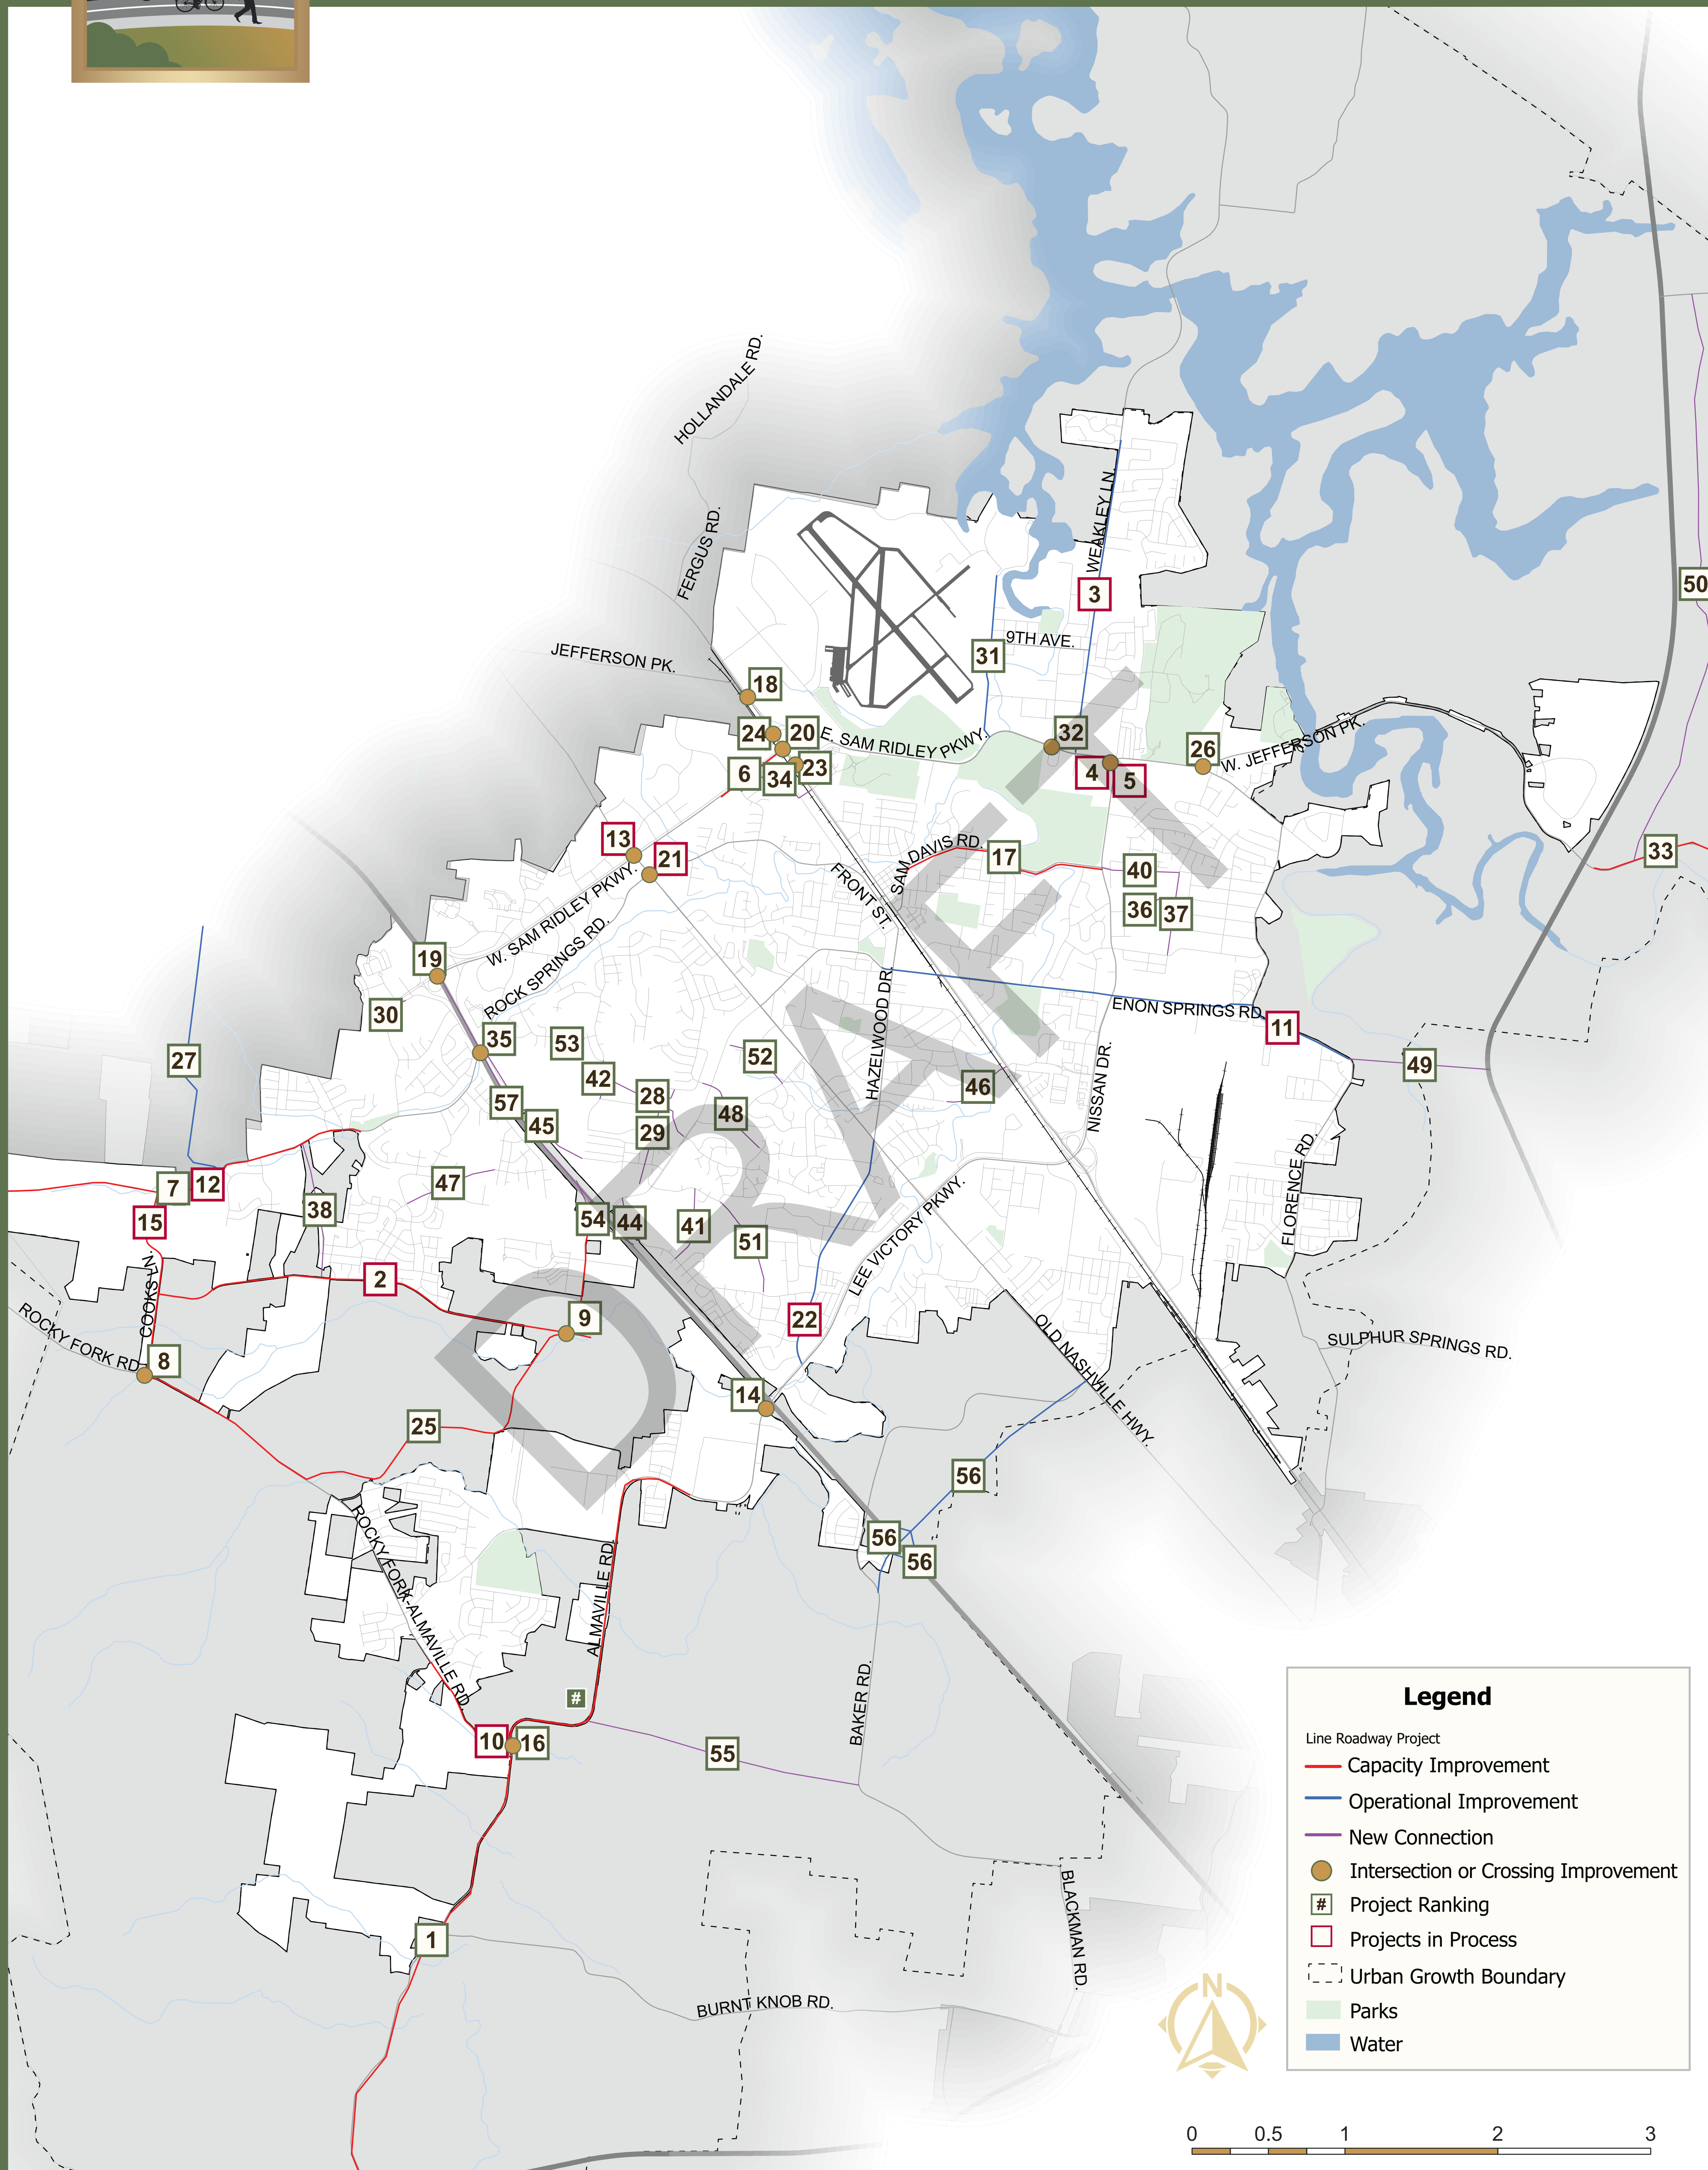 HOLLANDALE RD.
FERGUS RD.
WEAKLEY LN.
50
3
9TH AVE.
31
JEFFERSON PK.
18
24
20
E. SAM RIDLEY PKWY.
32
26
W. JEFFERSON PK.
6
34
23
4
5
13
21
SAM DAVIS RD.
17
40
33
FRONT ST.
36
37
W. SAM RIDLEY PKWY.
19
ROCK SPRINGS RD.
30
HAZELWOOD DR.
ENON SPRINGS RD.
11
35
53
52
27
42
28
46
49
57
45
29
48
NISSAN DR.
DRAFT
7
12
47
15
38
54
44
41
51
FLORENCE RD.
LEE VICTORY PKWY.
2
COOKS LN.
9
22
ROCKY FORK RD.
8
OLD NASHVILLE HWY.
SULPHUR SPRINGS RD.
14
25
56
56
56
ROCKY FORK-ALMAVILLE RD.
ALMAVILLE RD.
#
BAKER RD.
10
16
55
1
BLACKMAN RD.
BURNT KNOB RD.
N
Legend
Line Roadway Project
Capacity Improvement
Operational Improvement
New Connection
Intersection or Crossing Improvement
# Project Ranking
Projects in Process
Urban Growth Boundary
Parks
Water
0 0.5 1 2 3